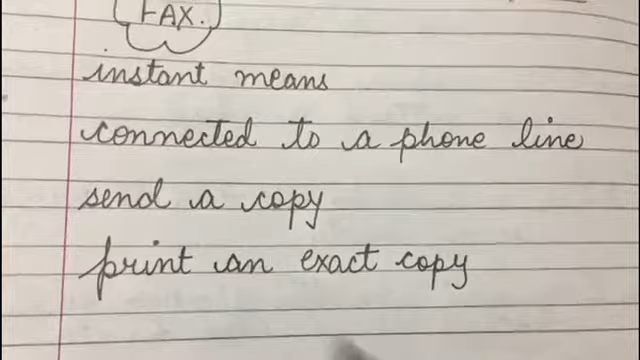 FAX.
instant means
connected to a phone line
send a copy
print an exact copy